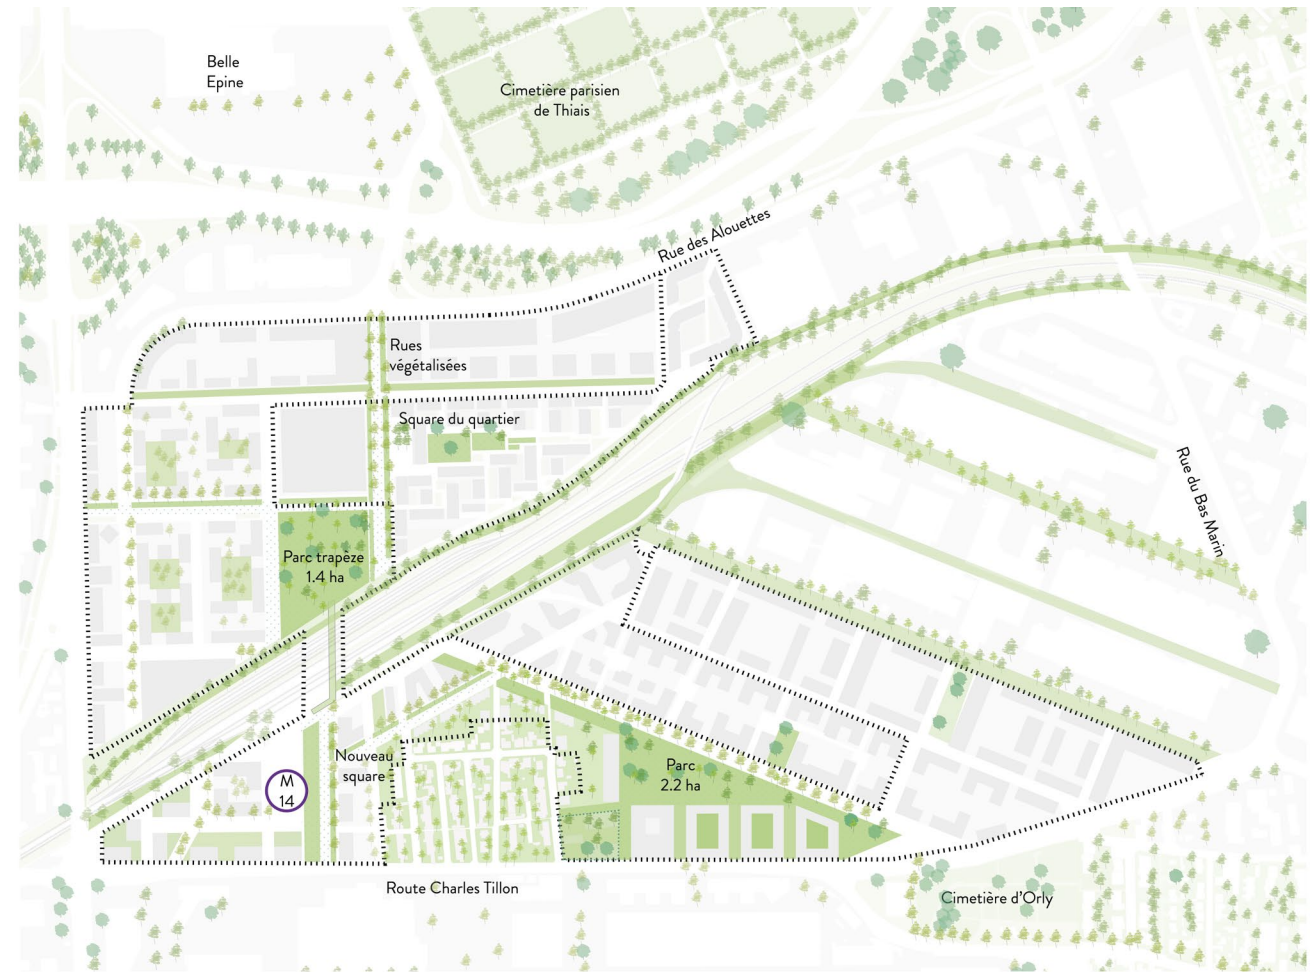 Belle
Epine
Cimetière parisien
de Thiais
Rue des Alouettes
Rues
végétalisées
Square du quartier
Rue du Bas Marin
Parc trapèze
1.4 ha
Nouveau
square
M
14
Parc
2.2 ha
Route Charles Tillon
Cimetière d'Orly